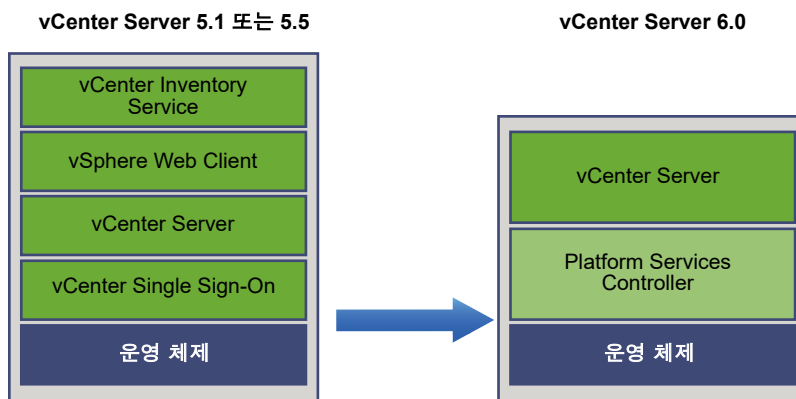 vCenter Server 5.1 또는 5.5
vCenter Inventory
Service
vSphere Web Client
vCenter Server
vCenter Single Sign-On
운영 체제
vCenter Server 6.0
vCenter Server
Platform Services
Controller
운영 체제